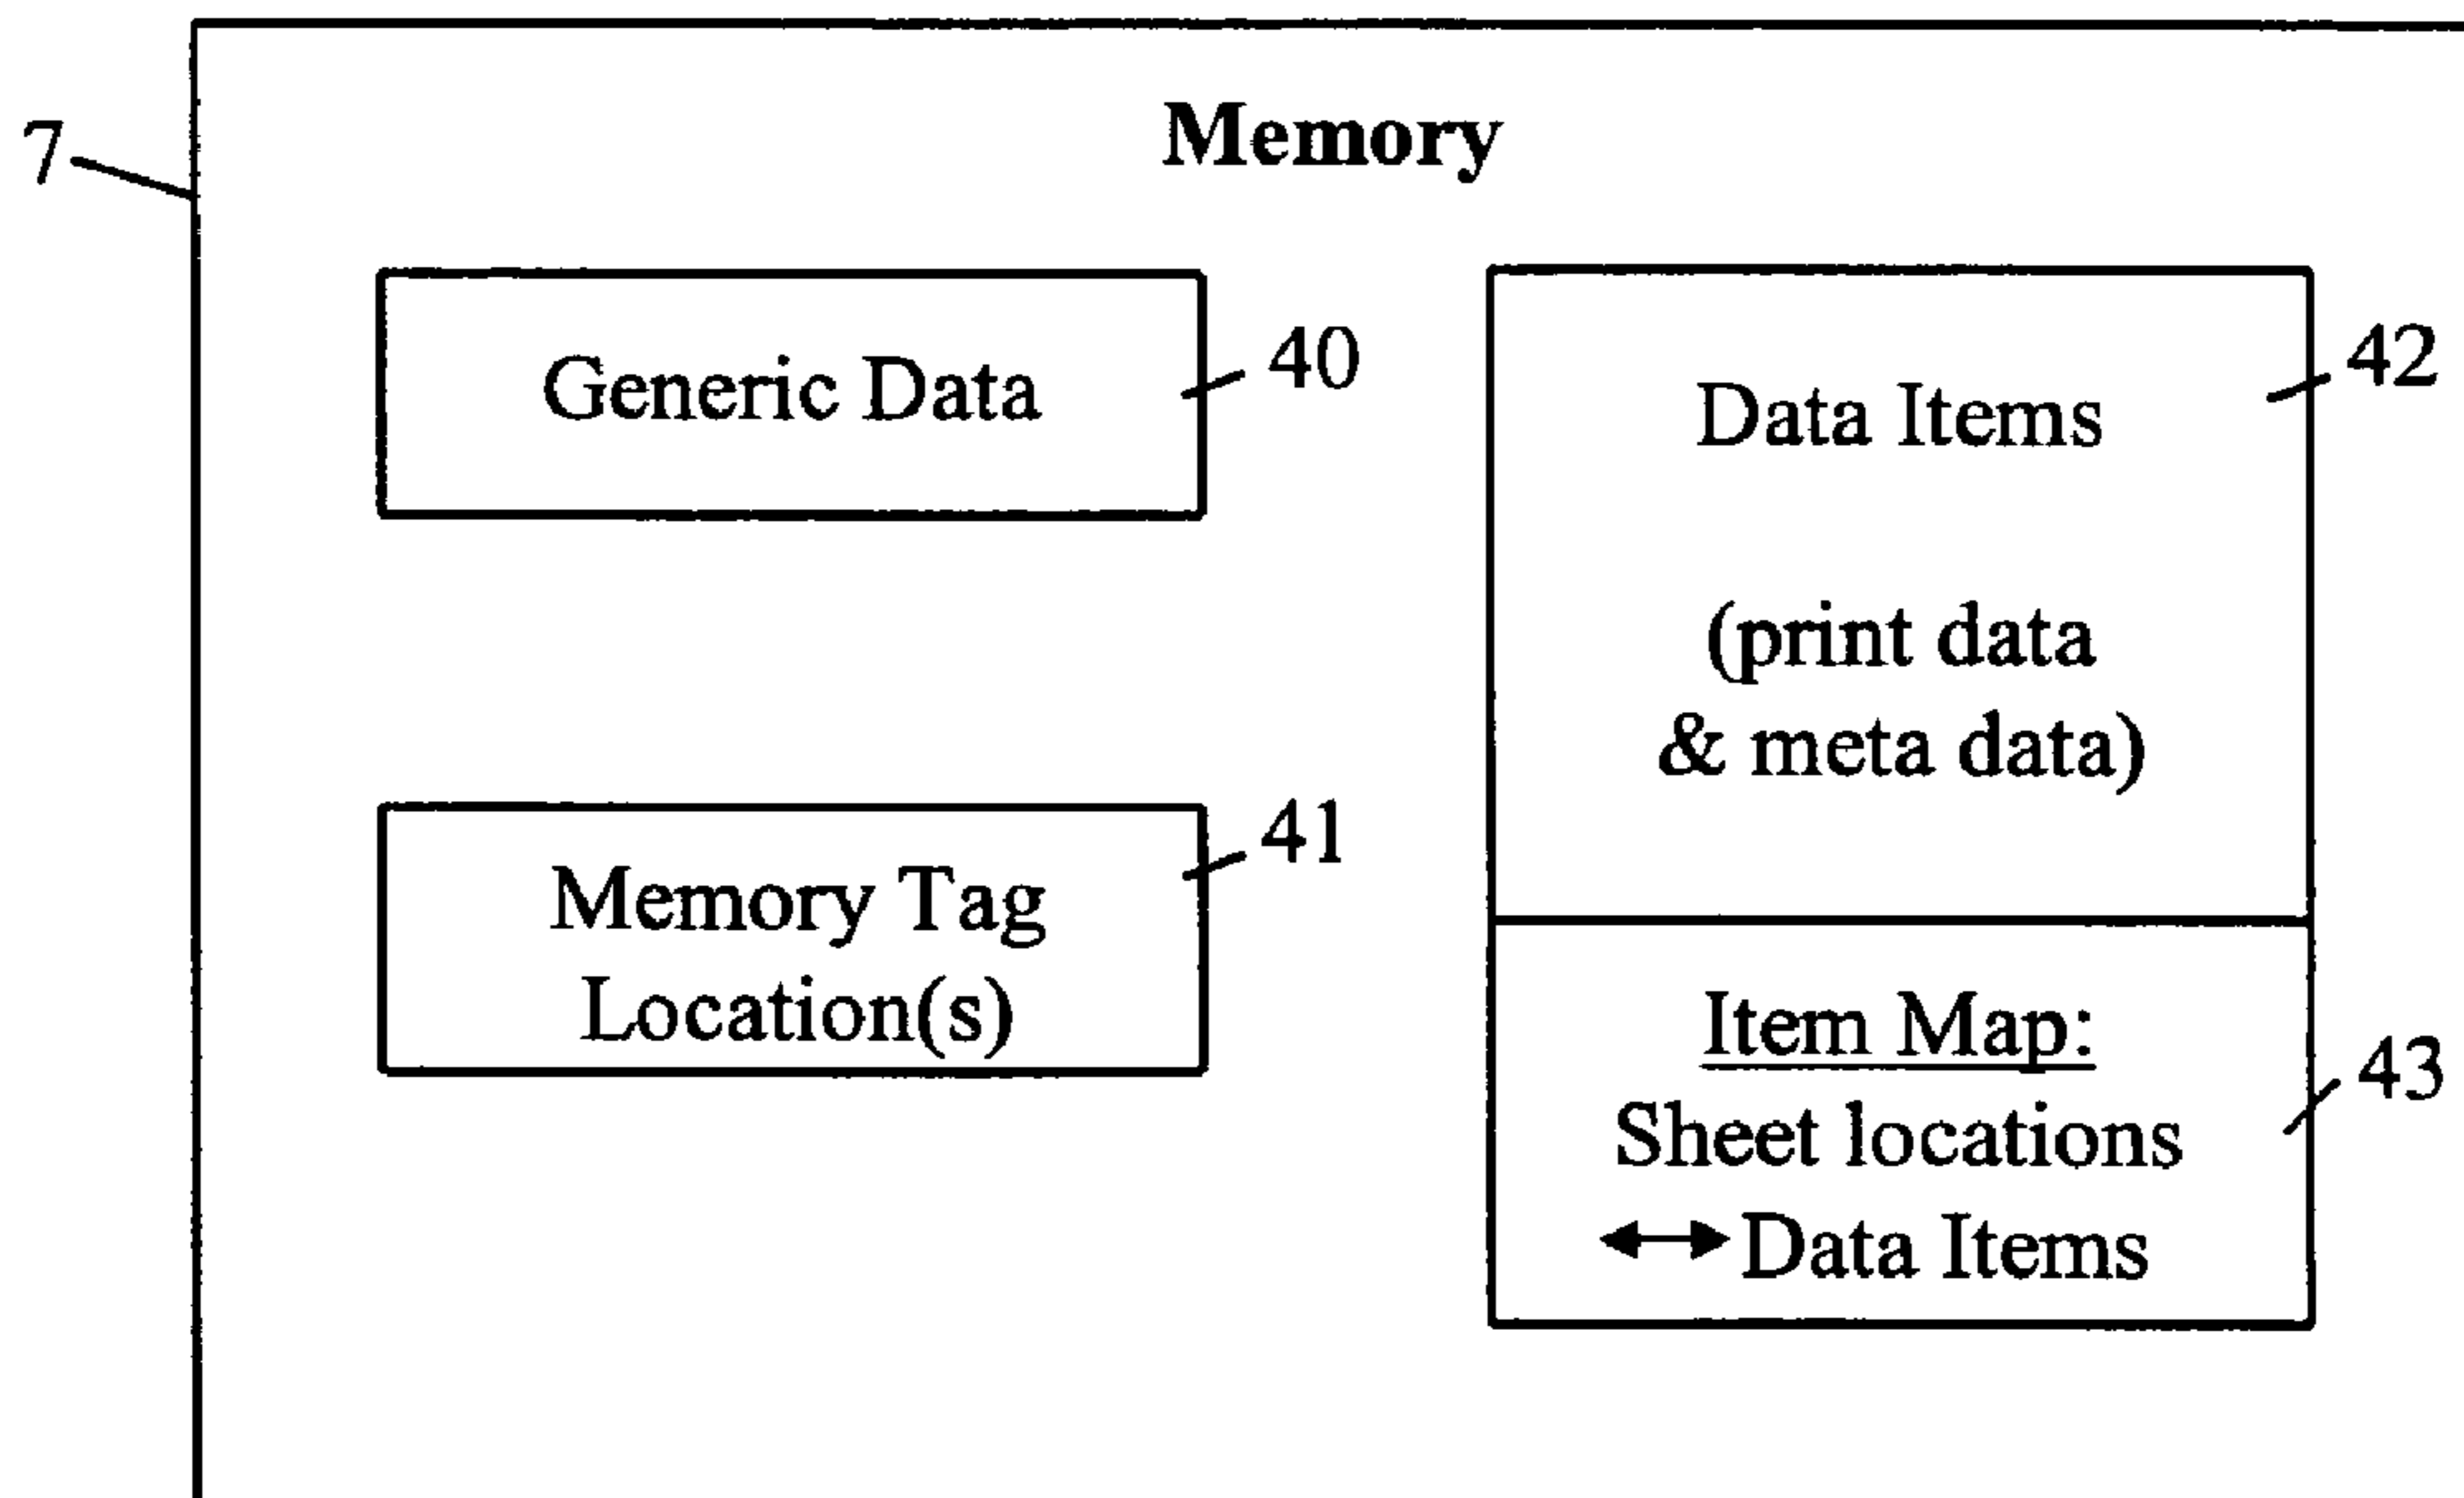 Memory
7
Generic Data
40
Memory Tag
Location(s)
41
Data Items
(print data
& meta data)
42
Item Map:
Sheet locations
↔ Data Items
43